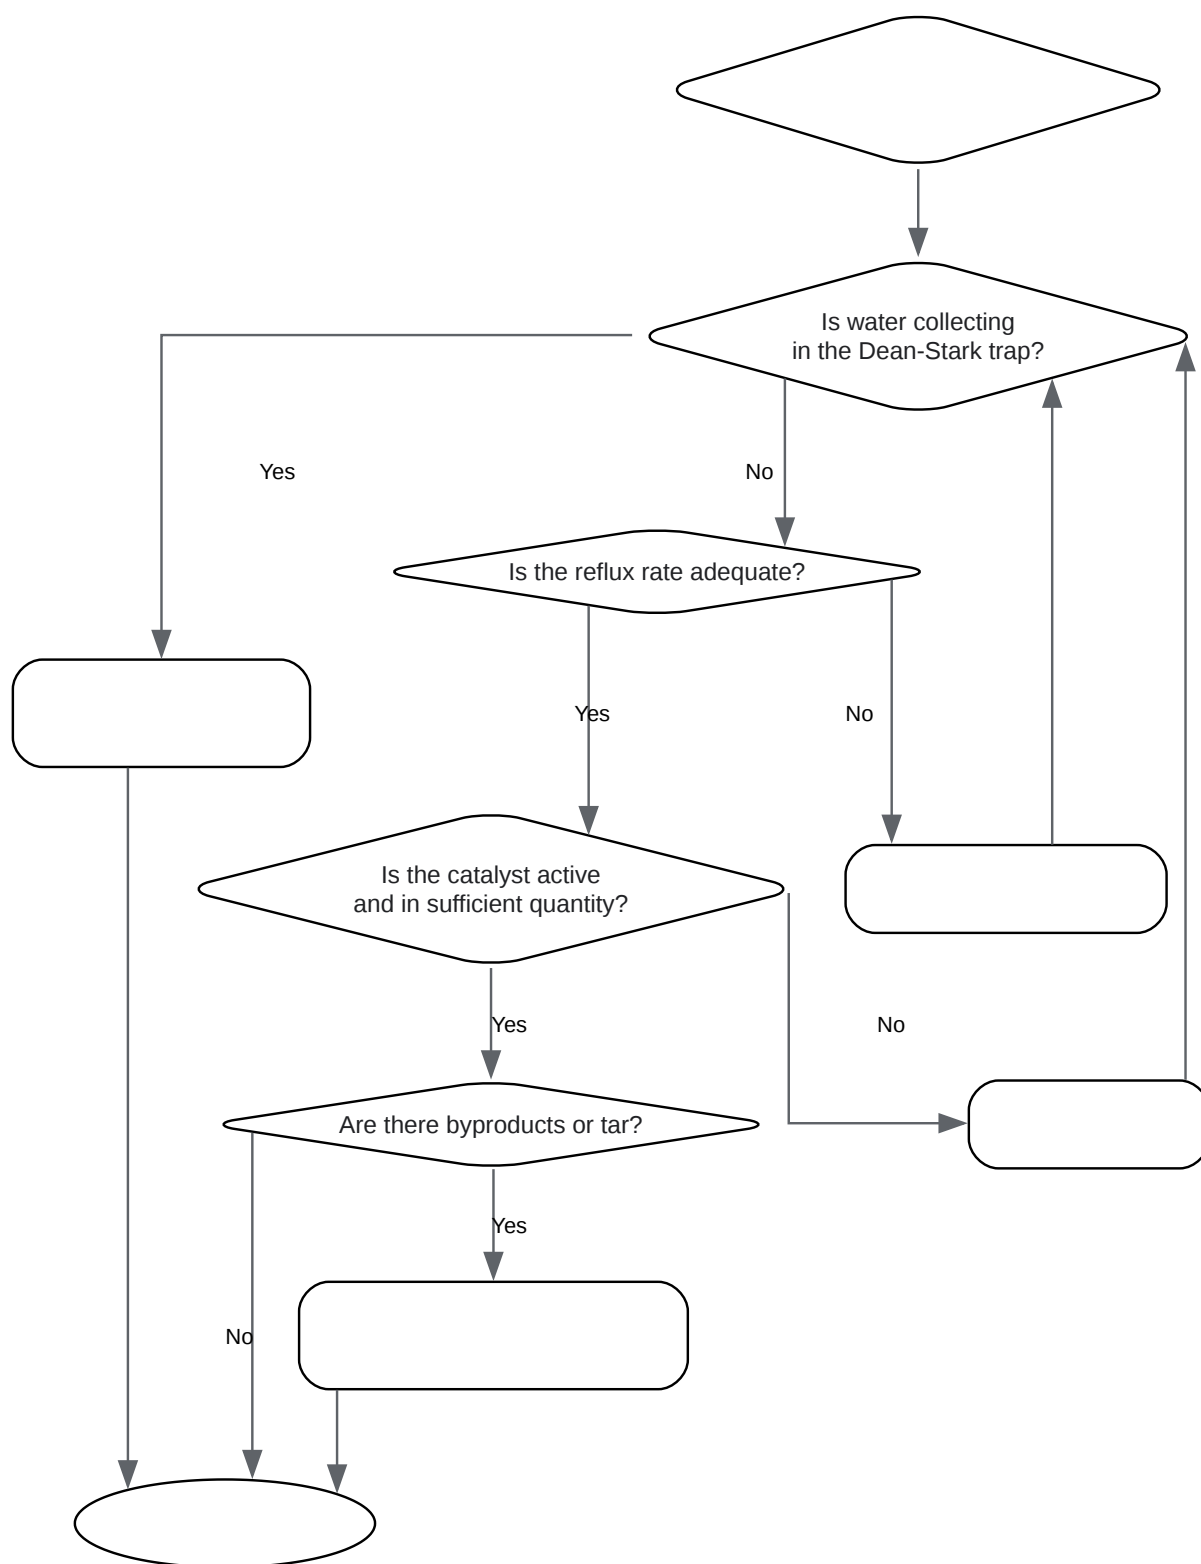 Is water collecting
in the Dean-Stark trap?
Yes
No
Is the reflux rate adequate?
Yes
No
Is the catalyst active
and in sufficient quantity?
Yes
No
Are there byproducts or tar?
Yes
No